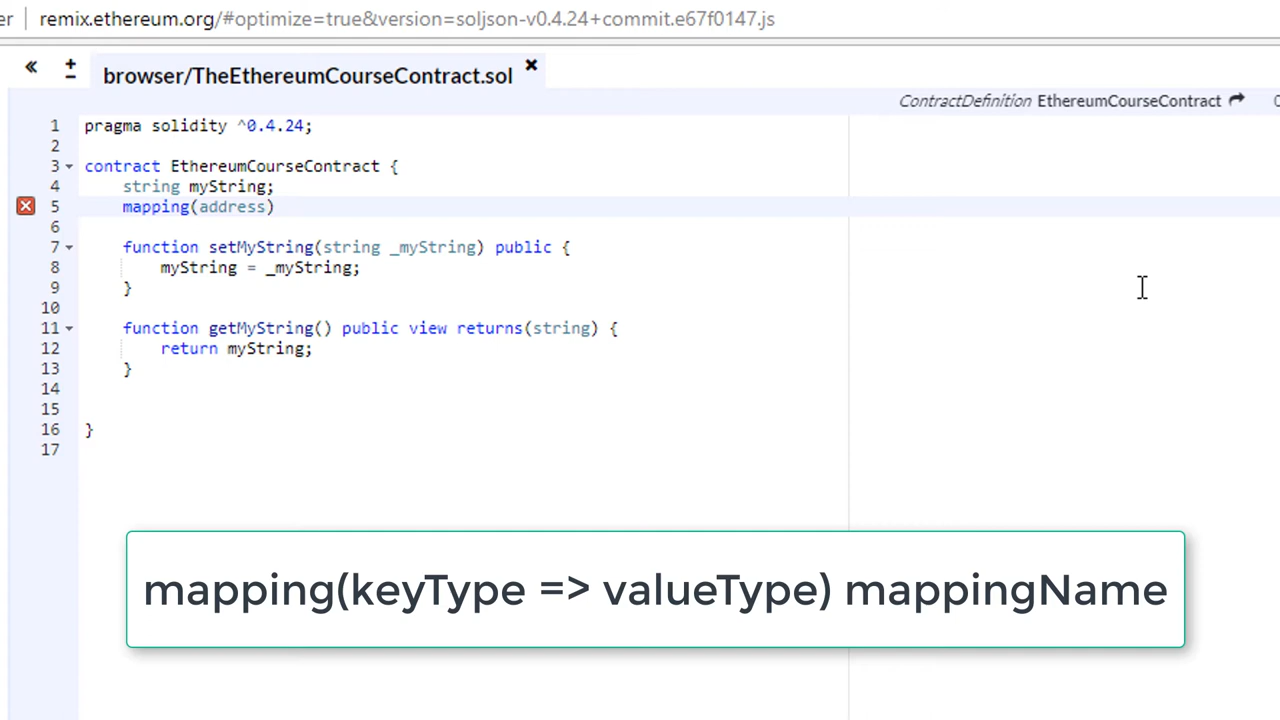 er remix.ethereum.org/#optimize=true&version=soljson-v0.4.24+commit.e67f0147.js
« ± browser/TheEthereumCourseContract.sol ×
ContractDefinition EthereumCourseContract
1 pragma solidity ^0.4.24;
2
3 contract EthereumCourseContract {
4 string myString;
5 mapping(address)
6
7 function setMyString(string _myString) public {
8 myString = _myString;
9 }
10
11 function getMyString() public view returns(string) {
12 return myString;
13 }
14
15
16 }
17
mapping(keyType => valueType) mappingName